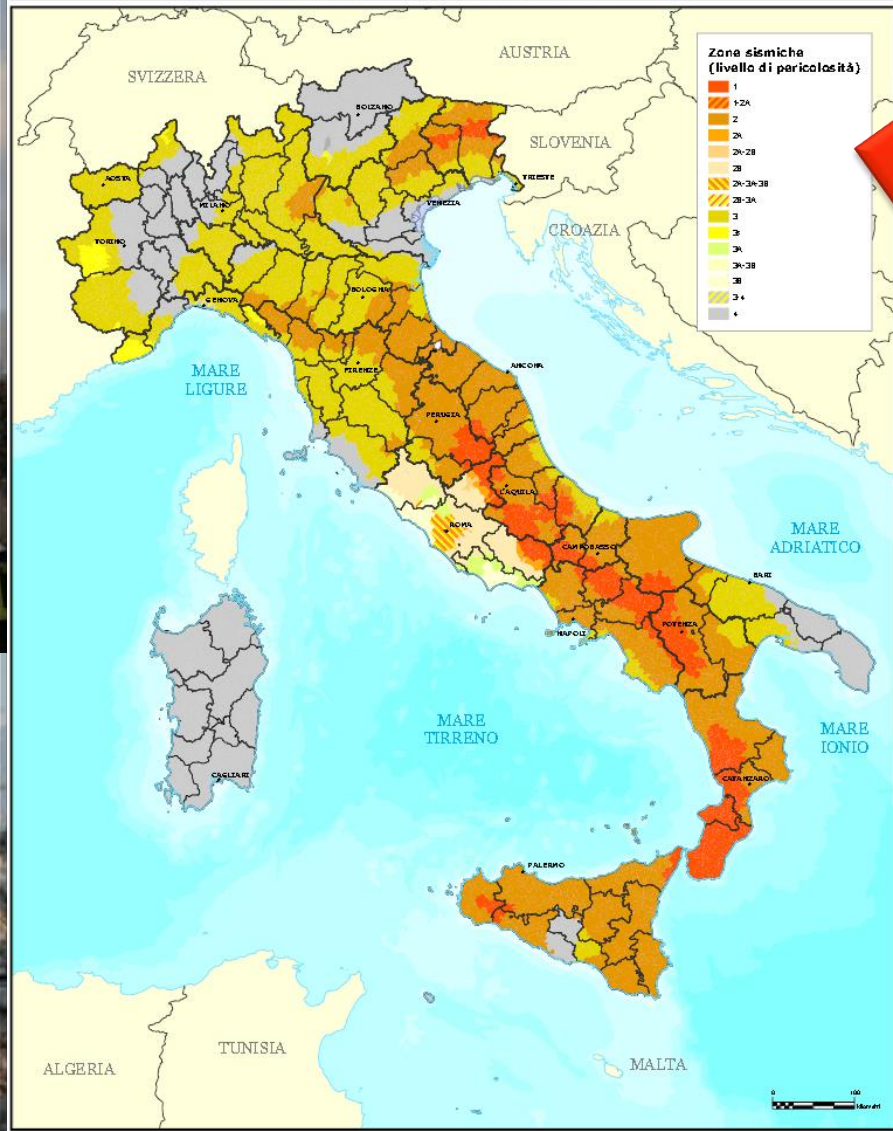 AUSTRIA
SVIZZERA
SLOVENIA
CROAZIA
Zone sismiche
(livello di pericolosità)
1
1-2A
2
2A
2A-2B
2B
2A-3A-3B
2B-3A
3
3s
3A
3A-3B
3B
3-4
4
BOLZANO
AOSTA
TRIESTE
MILANO
VENEZIA
TORINO
BOLOGNA
GENOVA
MARE
LIGURE
FIRENZE
ANCONA
PERUGIA
L'AQUILA
ROMA
MARE
ADRIATICO
CAMPOBASSO
BARI
NAPOLI
POTENZA
MARE
TIRRENO
MARE
IONIO
CAGLIARI
CATANZARO
PALERMO
ALGERIA
TUNISIA
MALTA
0 100
kilometri